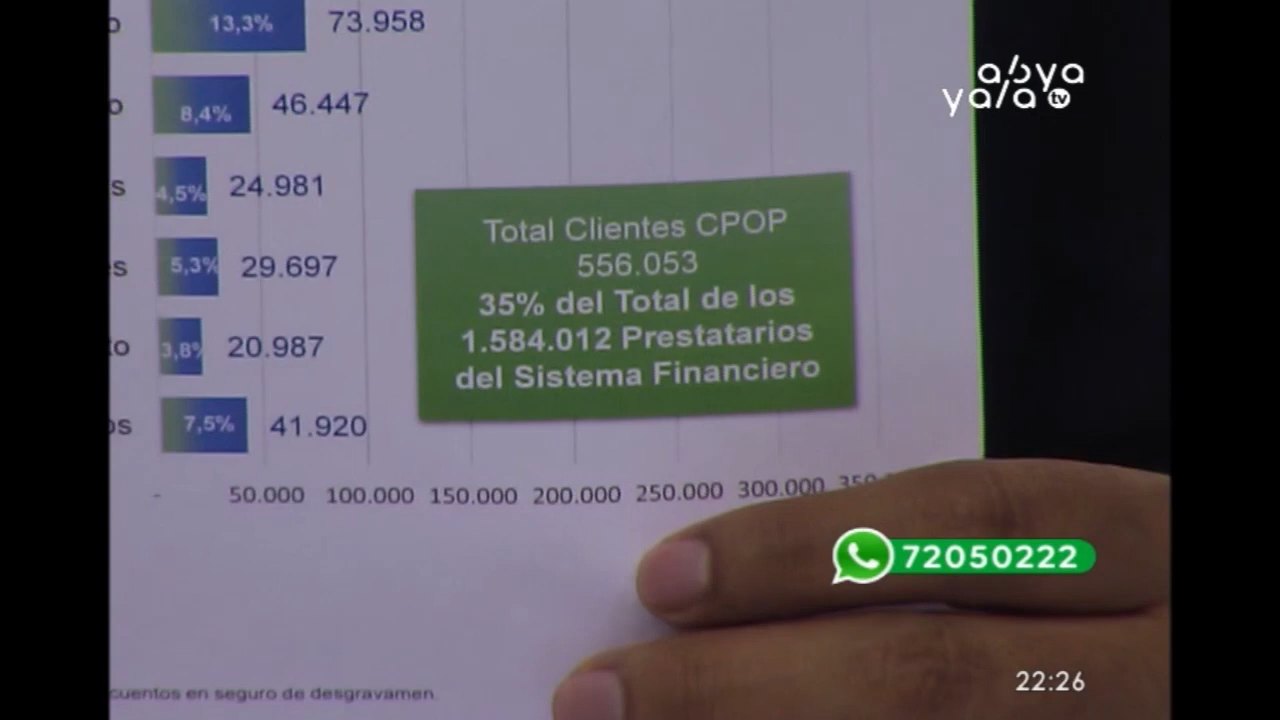 13,3% 73.958
8,4% 46.447
4,5% 24.981
5,3% 29.697
3,8% 20.987
7,5% 41.920
Total Clientes CPOP
556.053
35% del Total de los
1.584.012 Prestatarios
del Sistema Financiero
- 50.000 100.000 150.000 200.000 250.000 300.000
en seguro de desgravamen.
abya
yala tv
72050222
22:26